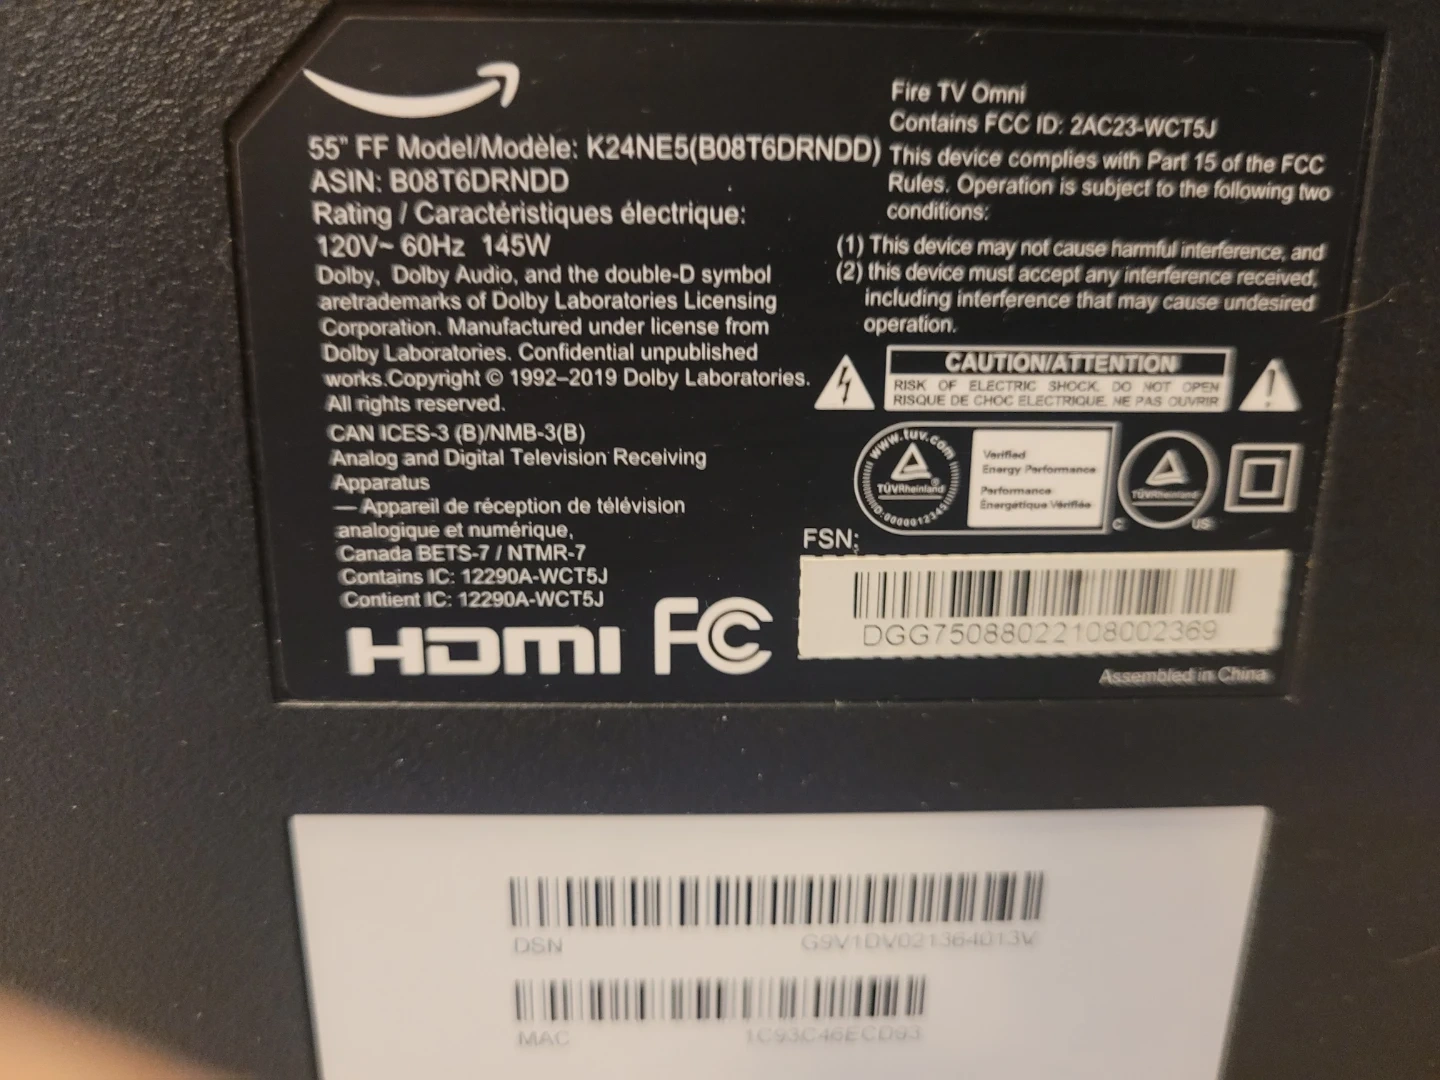 55" FF Model/Modèle: K24NE5(B08T6DRNDD)
ASIN: B08T6DRNDD
Rating / Caractéristiques électrique:
120V~ 60Hz 145W
Dolby, Dolby Audio, and the double-D symbol
aretrademarks of Dolby Laboratories Licensing
Corporation. Manufactured under license from
Dolby Laboratories. Confidential unpublished
works.Copyright © 1992–2019 Dolby Laboratories.
All rights reserved.
CAN ICES-3 (B)/NMB-3(B)
Analog and Digital Television Receiving
Apparatus
— Appareil de réception de télévision
analogique et numérique,
Canada BETS-7 / NTMR-7
Contains IC: 12290A-WCT5J
Contient IC: 12290A-WCT5J
HDMI FC
Fire TV Omni
Contains FCC ID: 2AC23-WCT5J
This device complies with Part 15 of the FCC
Rules. Operation is subject to the following two
conditions:
(1) This device may not cause harmful interference, and
(2) this device must accept any interference received,
including interference that may cause undesired
operation.
CAUTION/ATTENTION
RISK OF ELECTRIC SHOCK. DO NOT OPEN
RISQUE DE CHOC ELECTRIQUE. NE PAS OUVRIR
www.tuv.com
TÜVRheinland®
ID:0000012345
Verified
Energy Performance
Performance
Énergétique Vérifiée
TÜVRheinland
C US
FSN:
DGG75088022108002369
Assembled in China
DSN G9V1DV021364013V
MAC 1C93C46ECD93